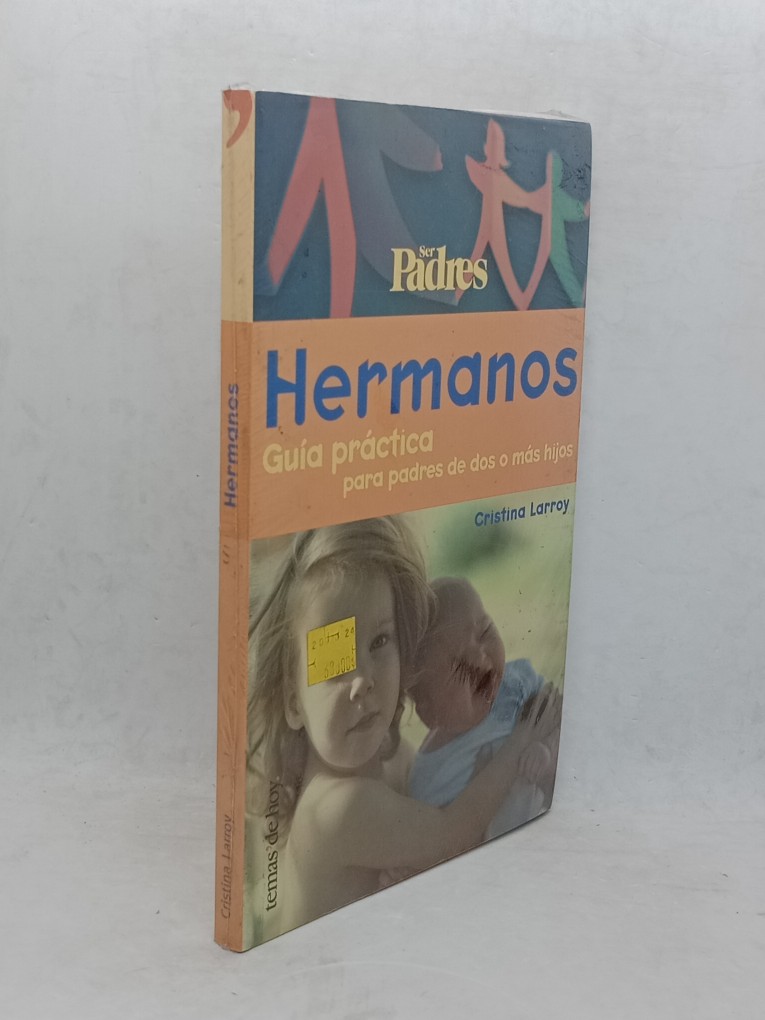 Ser
Padres
Hermanos
Guía práctica
para padres de dos o más hijos
Cristina Larroy
temas'de hoy.
Hermanos
Cristina Larroy